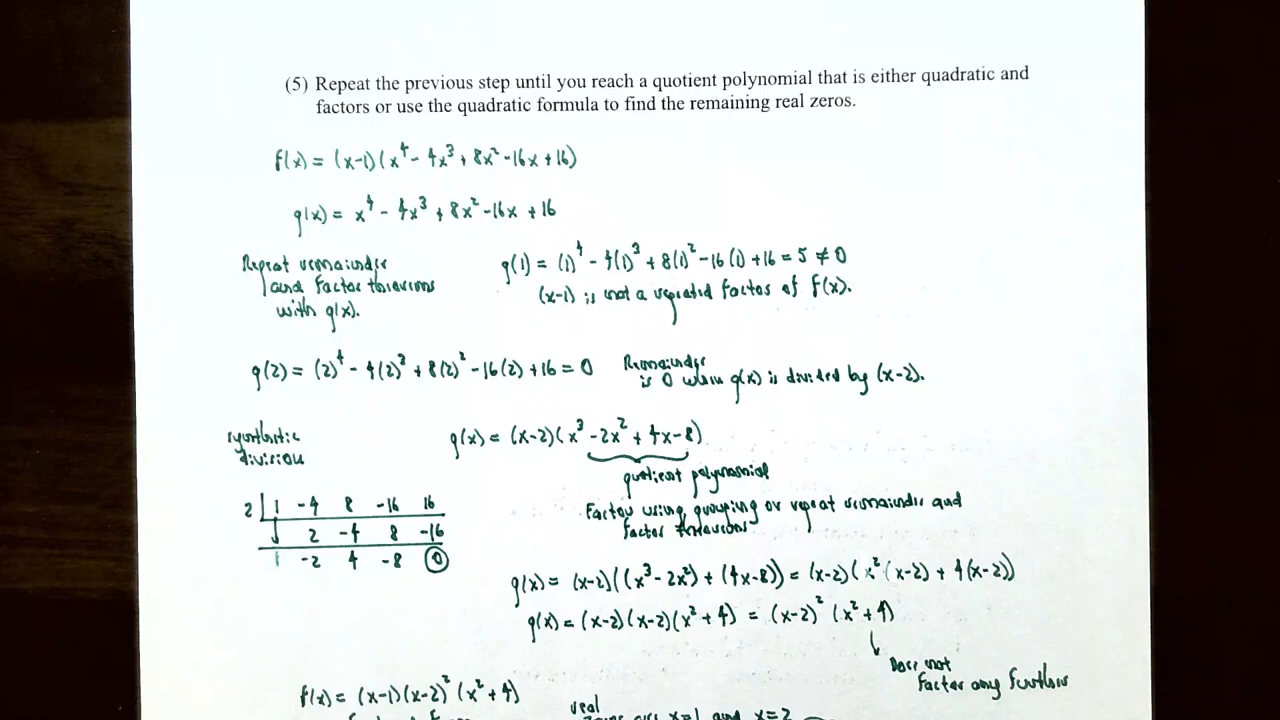 (5) Repeat the previous step until you reach a quotient polynomial that is either quadratic and
factors or use the quadratic formula to find the remaining real zeros.
f(x) = (x-1)(x⁴ - 4x³ + 8x² - 16x + 16)
g(x) = x⁴ - 4x³ + 8x² - 16x + 16
Repeat remainder
and factor theorems
with g(x).
g(1) = (1)⁴ - 4(1)³ + 8(1)² - 16(1) + 16 = 5 ≠ 0
(x-1) is not a repeated factor of f(x).
g(2) = (2)⁴ - 4(2)³ + 8(2)² - 16(2) + 16 = 0
Remainder
is 0 when g(x) is divided by (x-2).
synthetic
division
g(x) = (x-2)(x³ - 2x² + 4x - 8)
quotient polynomial
Factor using grouping or repeat remainder and
factor theorems
2 | 1 -4 8 -16 16
2 -4 8 -16
1 -2 4 -8 0
g(x) = (x-2)((x³ - 2x²) + (4x - 8)) = (x-2)(x²(x-2) + 4(x-2))
g(x) = (x-2)(x-2)(x² + 4) = (x-2)²(x² + 4)
Does not
factor any further
f(x) = (x-1)(x-2)²(x² + 4)
real
zeros are x=1 and x=2